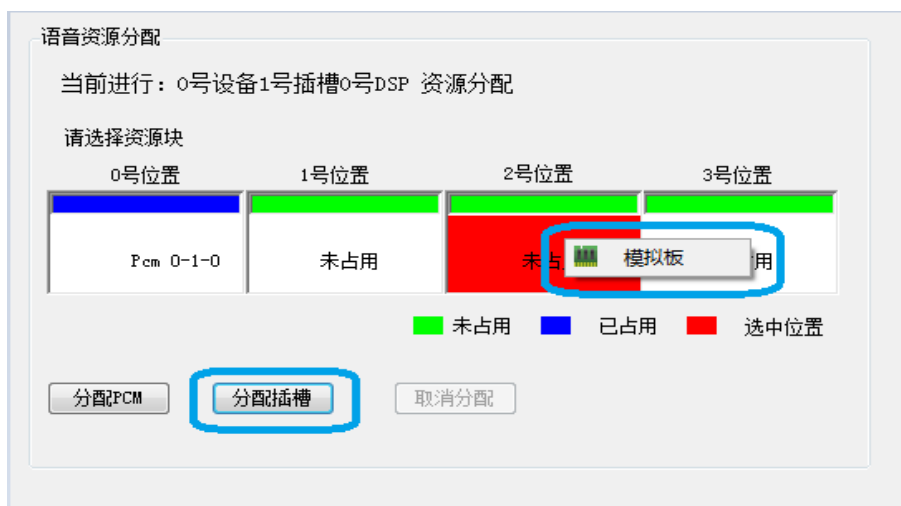 语音资源分配
当前进行：0号设备1号插槽0号DSP 资源分配
请选择资源块
0号位置 1号位置 2号位置 3号位置
Pcm 0-1-0 未占用 未占 模拟板 用
未占用 已占用 选中位置
分配PCM 分配插槽 取消分配